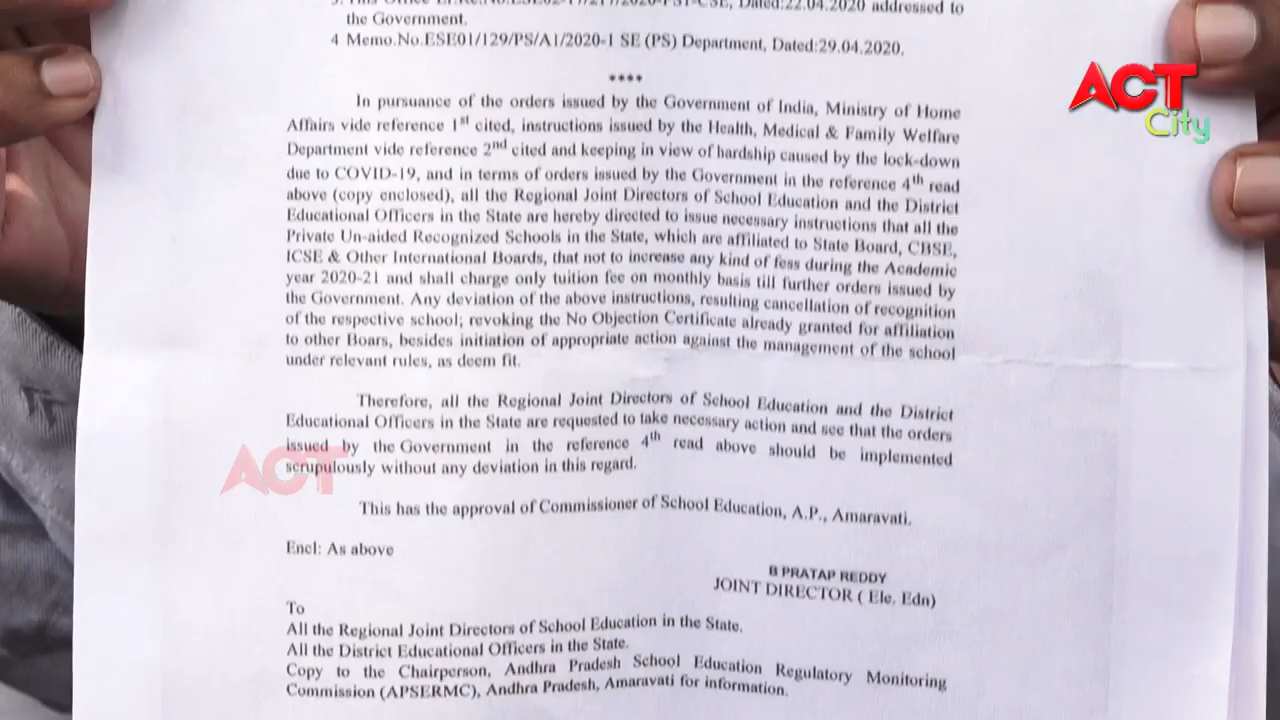 3. This Office Dated:22.04.2020 addressed to
the Government.
4 Memo.No.ESE01/129/PS/A1/2020-1 SE (PS) Department, Dated:29.04.2020.
****
In pursuance of the orders issued by the Government of India, Ministry of Home
Affairs vide reference 1st cited, instructions issued by the Health, Medical & Family Welfare
Department vide reference 2nd cited and keeping in view of hardship caused by the lock-down
due to COVID-19, and in terms of orders issued by the Government in the reference 4th read
above (copy enclosed), all the Regional Joint Directors of School Education and the District
Educational Officers in the State are hereby directed to issue necessary instructions that all the
Private Un-aided Recognized Schools in the State, which are affiliated to State Board, CBSE,
ICSE & Other International Boards, that not to increase any kind of fess during the Academic
year 2020-21 and shall charge only tuition fee on monthly basis till further orders issued by
the Government. Any deviation of the above instructions, resulting cancellation of recognition
of the respective school; revoking the No Objection Certificate already granted for affiliation
to other Boars, besides initiation of appropriate action against the management of the school
under relevant rules, as deem fit.
Therefore, all the Regional Joint Directors of School Education and the District
Educational Officers in the State are requested to take necessary action and see that the orders
issued by the Government in the reference 4th read above should be implemented
scrupulously without any deviation in this regard.
This has the approval of Commissioner of School Education, A.P., Amaravati.
Encl: As above
B PRATAP REDDY
JOINT DIRECTOR ( Ele. Edn)
To
All the Regional Joint Directors of School Education in the State.
All the District Educational Officers in the State.
Copy to the Chairperson, Andhra Pradesh School Education Regulatory Monitoring
Commission (APSERMC), Andhra Pradesh, Amaravati for information.
ACT
City
ACT